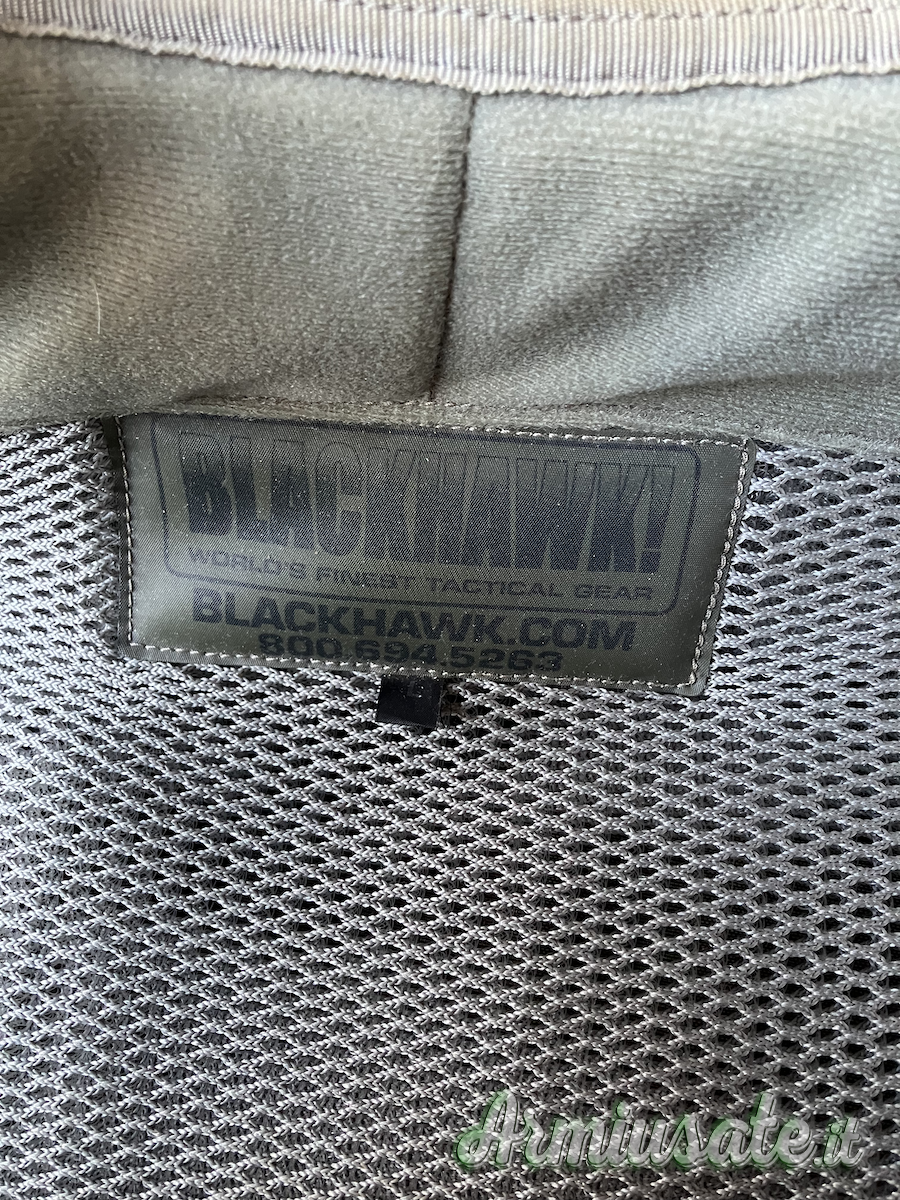 BLACKHAWK!
WORLD'S FINEST TACTICAL GEAR
BLACKHAWK.COM
800.694.5263
Armiusate.it